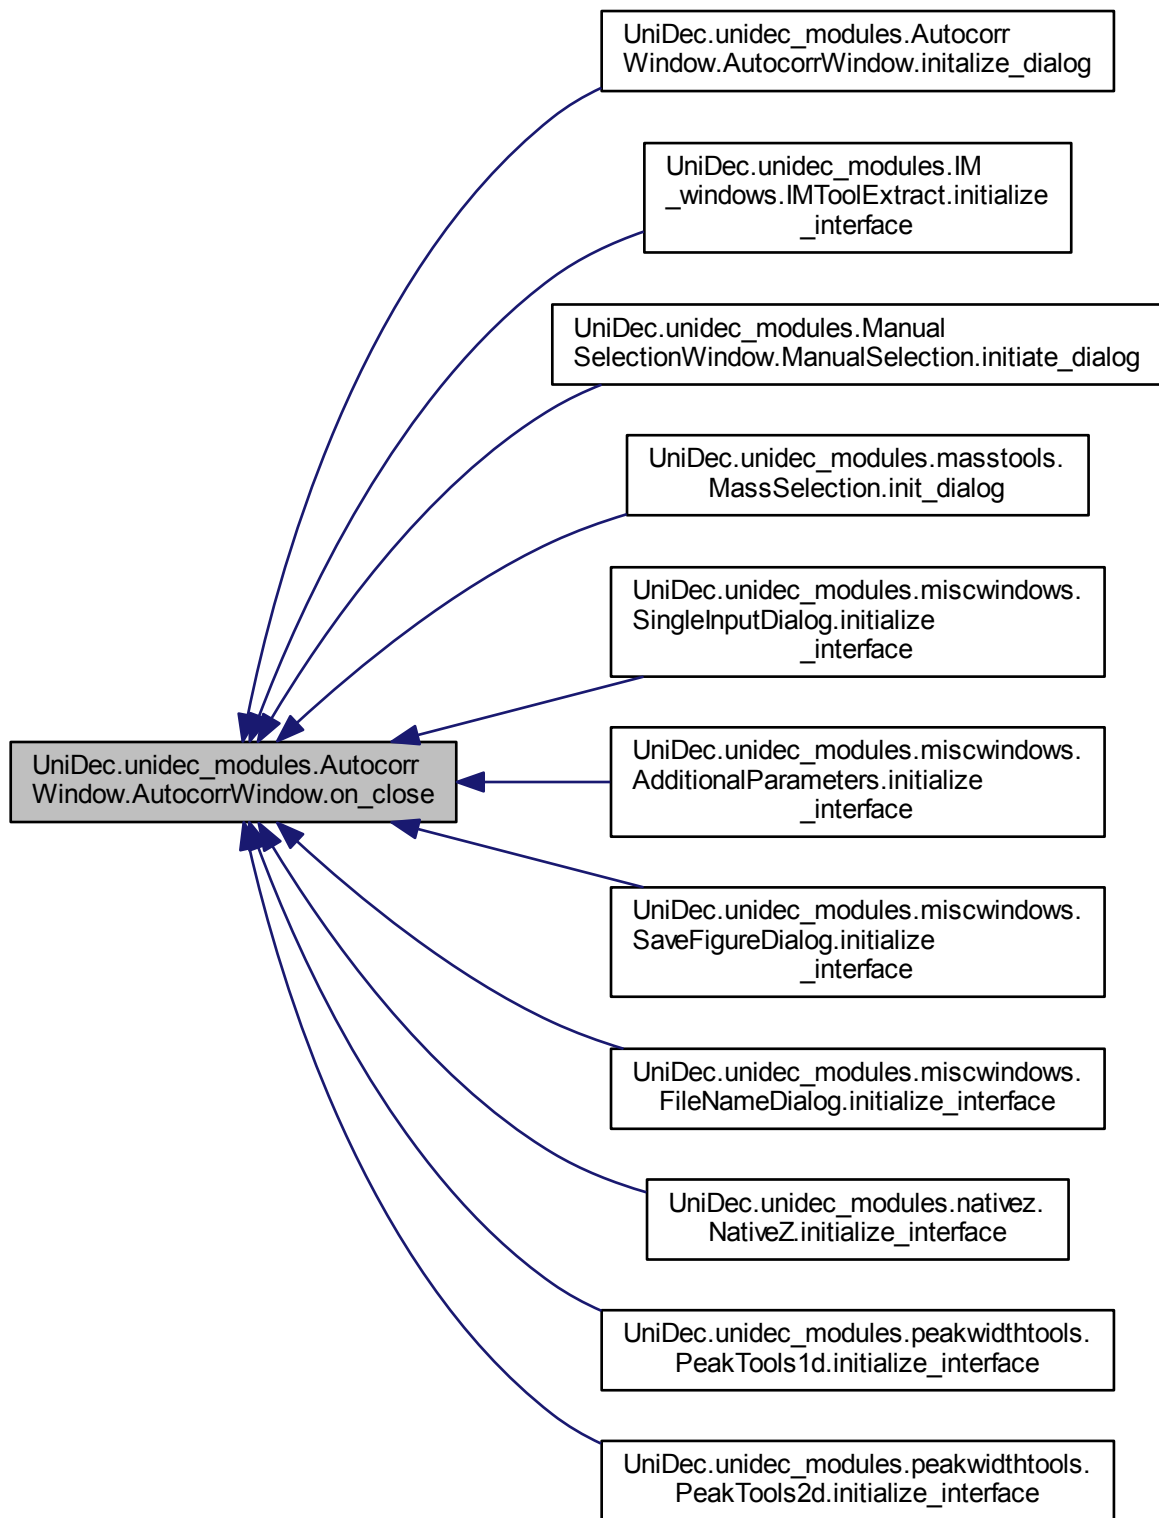 UniDec.unidec_modules.Autocorr
Window.AutocorrWindow.initalize_dialog
UniDec.unidec_modules.IM
_windows.IMToolExtract.initialize
_interface
UniDec.unidec_modules.Manual
SelectionWindow.ManualSelection.initiate_dialog
UniDec.unidec_modules.masstools.
MassSelection.init_dialog
UniDec.unidec_modules.miscwindows.
SingleInputDialog.initialize
_interface
UniDec.unidec_modules.Autocorr
Window.AutocorrWindow.on_close
UniDec.unidec_modules.miscwindows.
AdditionalParameters.initialize
_interface
UniDec.unidec_modules.miscwindows.
SaveFigureDialog.initialize
_interface
UniDec.unidec_modules.miscwindows.
FileNameDialog.initialize_interface
UniDec.unidec_modules.nativez.
NativeZ.initialize_interface
UniDec.unidec_modules.peakwidthtools.
PeakTools1d.initialize_interface
UniDec.unidec_modules.peakwidthtools.
PeakTools2d.initialize_interface